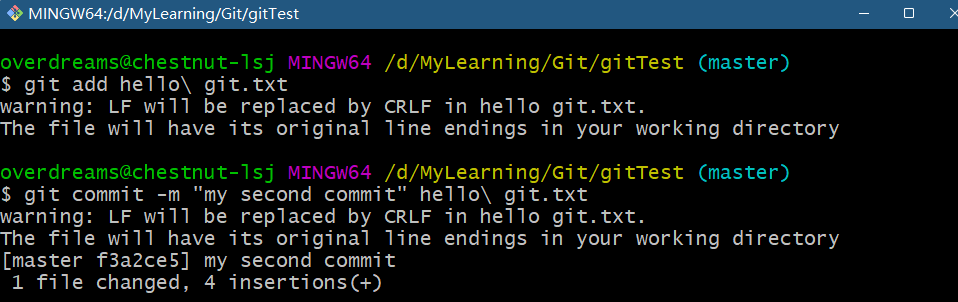 MINGW64:/d/MyLearning/Git/gitTest
overdreams@chestnut-lsj MINGW64 /d/MyLearning/Git/gitTest (master)
$ git add hello\ git.txt
warning: LF will be replaced by CRLF in hello git.txt.
The file will have its original line endings in your working directory
overdreams@chestnut-lsj MINGW64 /d/MyLearning/Git/gitTest (master)
$ git commit -m "my second commit" hello\ git.txt
warning: LF will be replaced by CRLF in hello git.txt.
The file will have its original line endings in your working directory
[master f3a2ce5] my second commit
 1 file changed, 4 insertions(+)